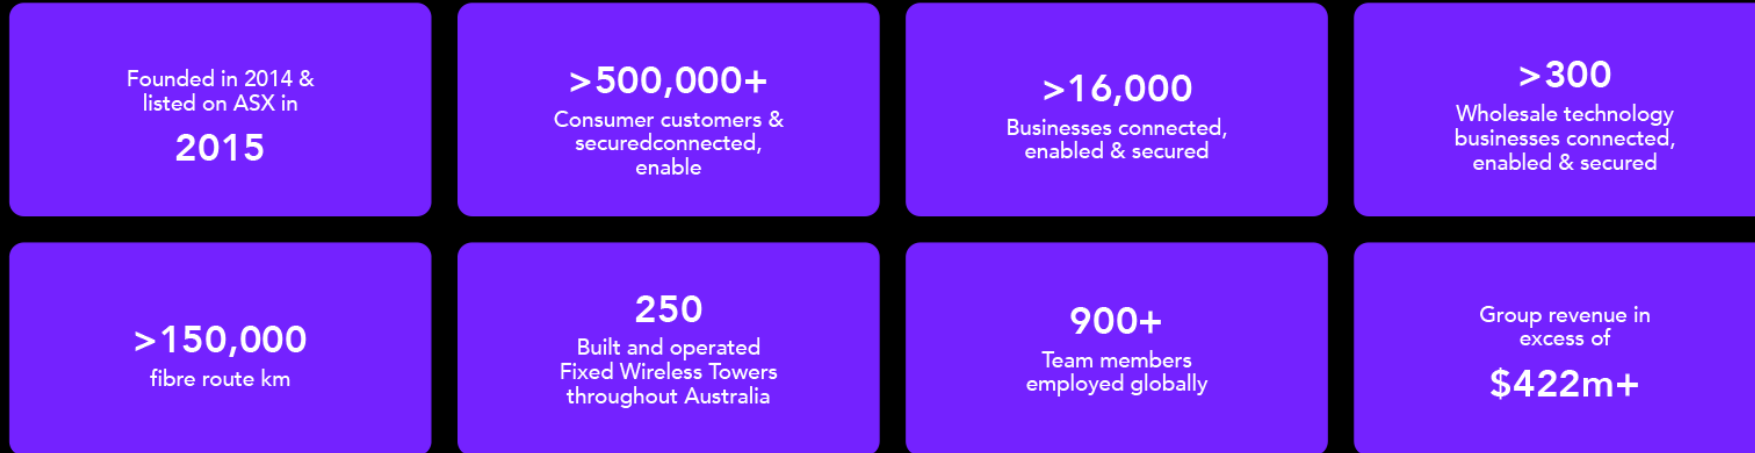 Founded in 2014 &
listed on ASX in
2015
>500,000+
Consumer customers &
securedconnected,
enable
>16,000
Businesses connected,
enabled & secured
>300
Wholesale technology
businesses connected,
enabled & secured
>150,000
fibre route km
250
Built and operated
Fixed Wireless Towers
throughout Australia
900+
Team members
employed globally
Group revenue in
excess of
$422m+